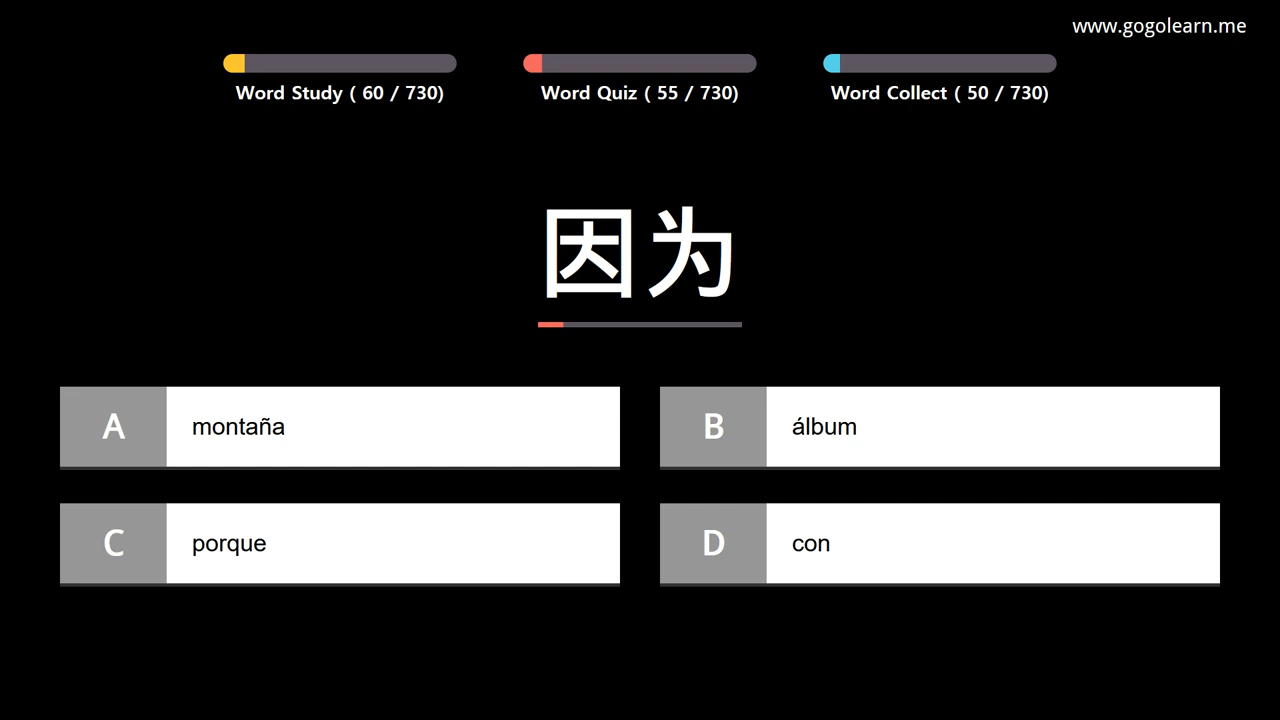 www.gogolearn.me
Word Study ( 60 / 730)
Word Quiz ( 55 / 730)
Word Collect ( 50 / 730)
因为
A montaña
B álbum
C porque
D con